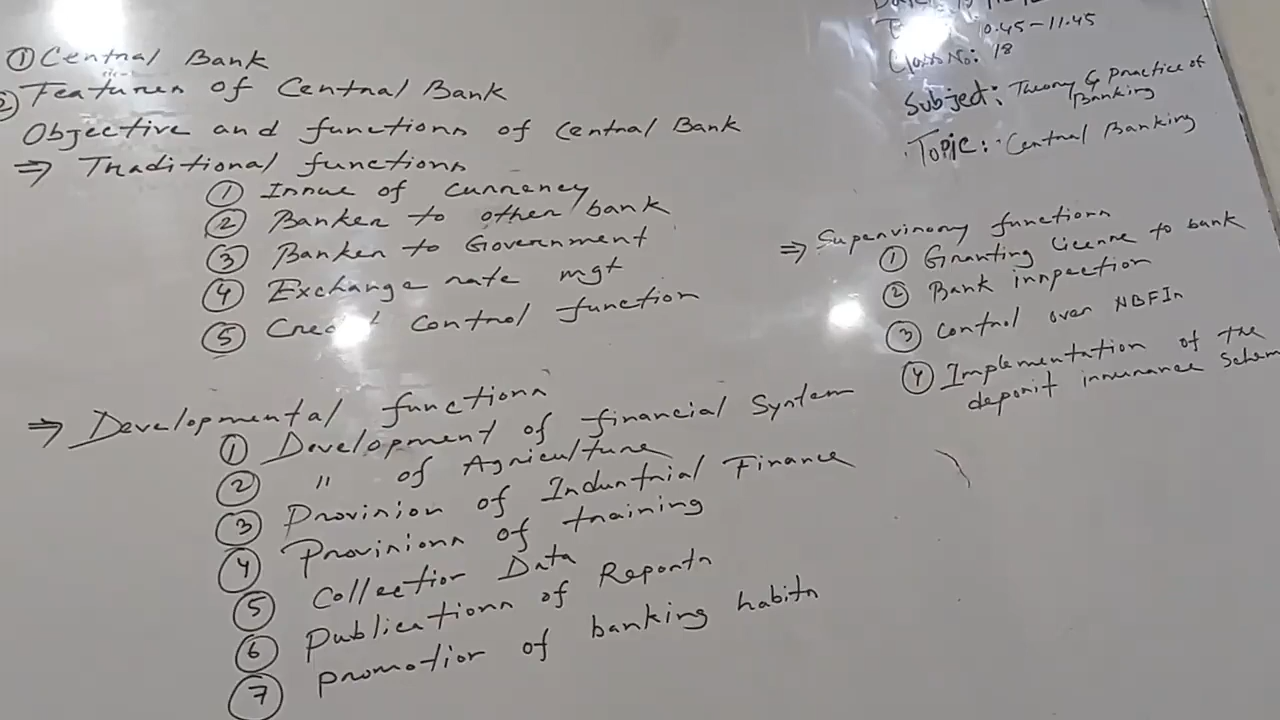 ① Central Bank
② Features of Central Bank
Objective and functions of Central Bank
⇒ Traditional functions
① Issue of currency
② Banker to other bank
③ Banker to Government
④ Exchange rate mgt
⑤ Credit control function
⇒ Developmental functions
① Development of financial System
② " of Agriculture
③ Provision of Industrial Finance
④ Provisions of training
⑤ Collection Data
⑥ Publications of Reports
⑦ Promotion of banking habits
10.45-11.45
Class No: 18
Subject: Theory & Practice of
Banking
Topic: Central Banking
⇒ Supervisory functions
① Granting license to bank
② Bank inspection
③ Control over NBFIs
④ Implementation of the
deposit insurance Schem